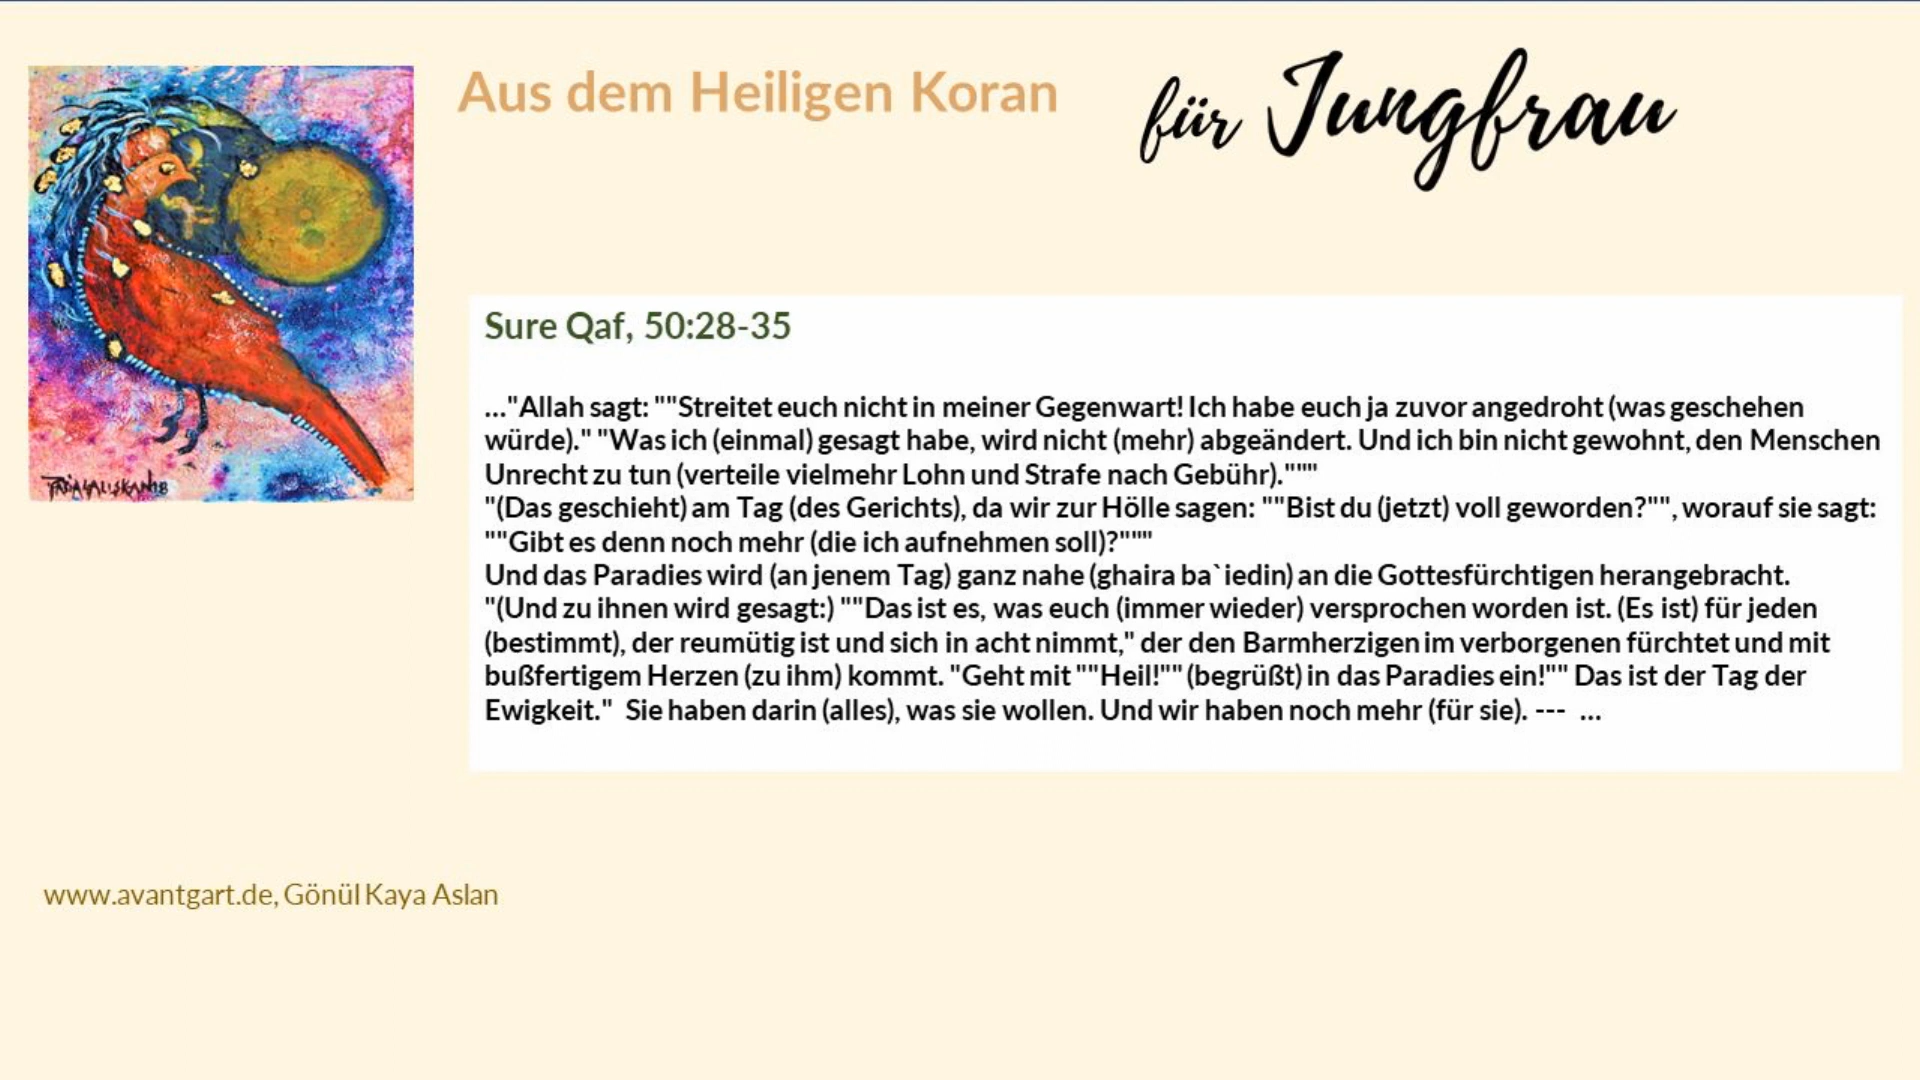 Aus dem Heiligen Koran
für Jungfrau
Sure Qaf, 50:28-35
..."Allah sagt: ""Streitet euch nicht in meiner Gegenwart! Ich habe euch ja zuvor angedroht (was geschehen
würde)." "Was ich (einmal) gesagt habe, wird nicht (mehr) abgeändert. Und ich bin nicht gewohnt, den Menschen
Unrecht zu tun (verteile vielmehr Lohn und Strafe nach Gebühr)."""
"(Das geschieht) am Tag (des Gerichts), da wir zur Hölle sagen: ""Bist du (jetzt) voll geworden?"", worauf sie sagt:
""Gibt es denn noch mehr (die ich aufnehmen soll)?"""
Und das Paradies wird (an jenem Tag) ganz nahe (ghaira ba`iedin) an die Gottesfürchtigen herangebracht.
"(Und zu ihnen wird gesagt:) ""Das ist es, was euch (immer wieder) versprochen worden ist. (Es ist) für jeden
(bestimmt), der reumütig ist und sich in acht nimmt," der den Barmherzigen im verborgenen fürchtet und mit
bußfertigem Herzen (zu ihm) kommt. "Geht mit ""Heil!"" (begrüßt) in das Paradies ein!"" Das ist der Tag der
Ewigkeit."  Sie haben darin (alles), was sie wollen. Und wir haben noch mehr (für sie). ---  ...
www.avantgart.de, Gönül Kaya Aslan